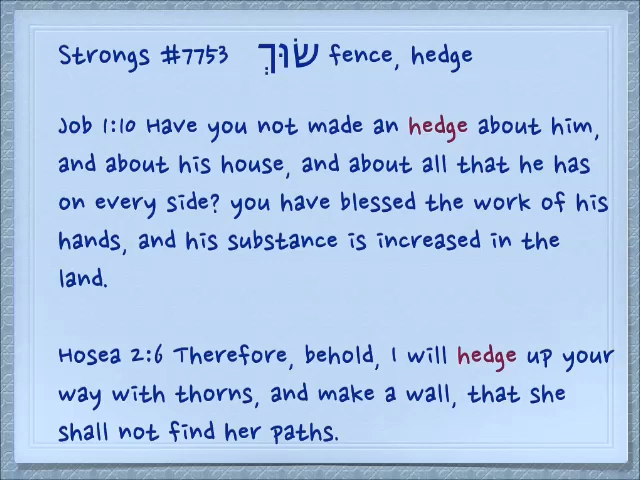 Strongs #7753 שׂוּךְ fence, hedge
Job 1:10 Have you not made an hedge about him,
and about his house, and about all that he has
on every side? you have blessed the work of his
hands, and his substance is increased in the
land.
Hosea 2:6 Therefore, behold, I will hedge up your
way with thorns, and make a wall, that she
shall not find her paths.